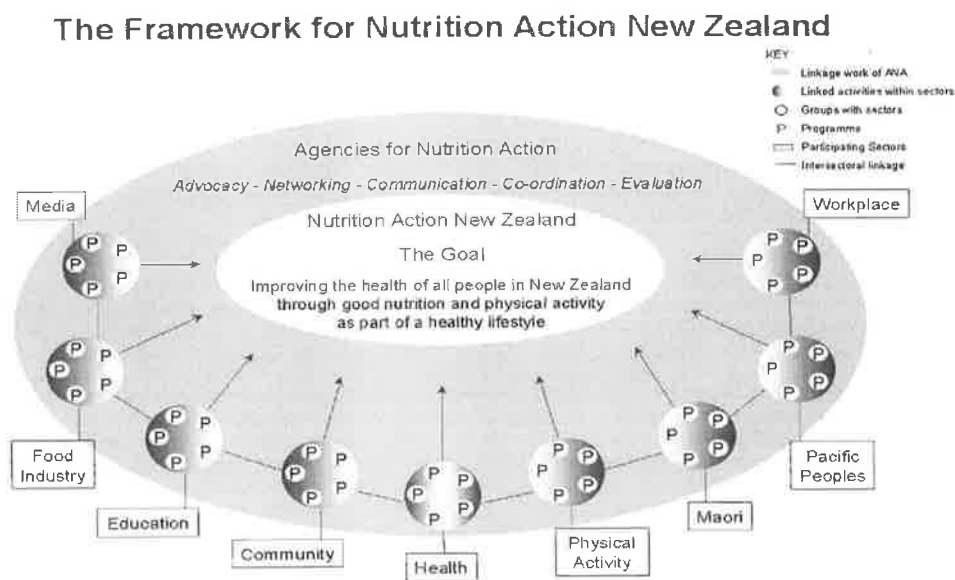 The Framework for Nutrition Action New Zealand
KEY
Linkage work of ANA
Linked activities within sectors
Groups with sectors
P Programme
Participating Sectors
Intersectoral linkage
Agencies for Nutrition Action
Advocacy - Networking - Communication - Co-ordination - Evaluation
Media
Workplace
Nutrition Action New Zealand
The Goal
Improving the health of all people in New Zealand
through good nutrition and physical activity
as part of a healthy lifestyle
P P P P P
P P P P P
P P P P P
P P P P P
P P P P P
P P P P P
P P P P P
P P P P P
P P P P P
Food
Industry
Education
Community
Health
Physical
Activity
Maori
Pacific
Peoples